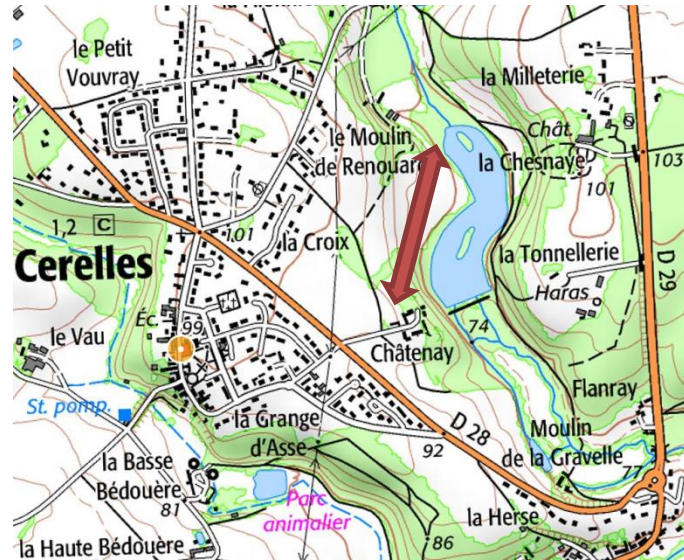 le Petit
Vouvray
la Milleterie
le Moulin
de Renouard
Chât.
la Chesnaye
103
101
1,2 C
101
la Croix
la Tonnellerie
Cerelles
Haras
D 29
Éc.
99
le Vau
74
Châtenay
St. pomp.
Flanray
la Grange
d'Asse
D 28
92
Moulin
de la Gravelle
77
la Basse
Bédouère
81
Parc
animalier
la Herse
86
la Haute Bédouère